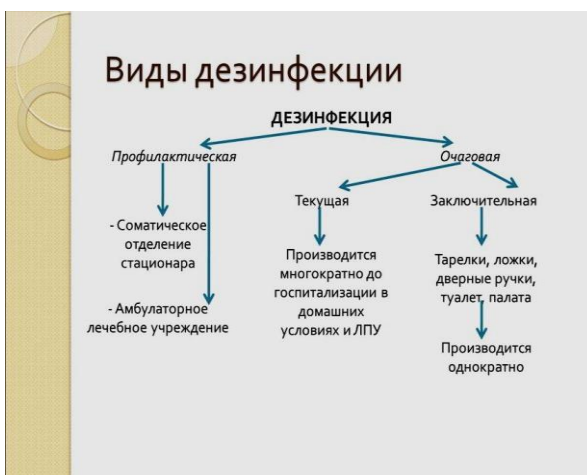 Виды дезинфекции
ДЕЗИНФЕКЦИЯ
Профилактическая
Очаговая
- Соматическое
отделение
стационара
- Амбулаторное
лечебное учреждение
Текущая
Производится
многократно до
госпитализации в
домашних
условиях и ЛПУ
Заключительная
Тарелки, ложки,
дверные ручки,
туалет, палата
Производится
однократно